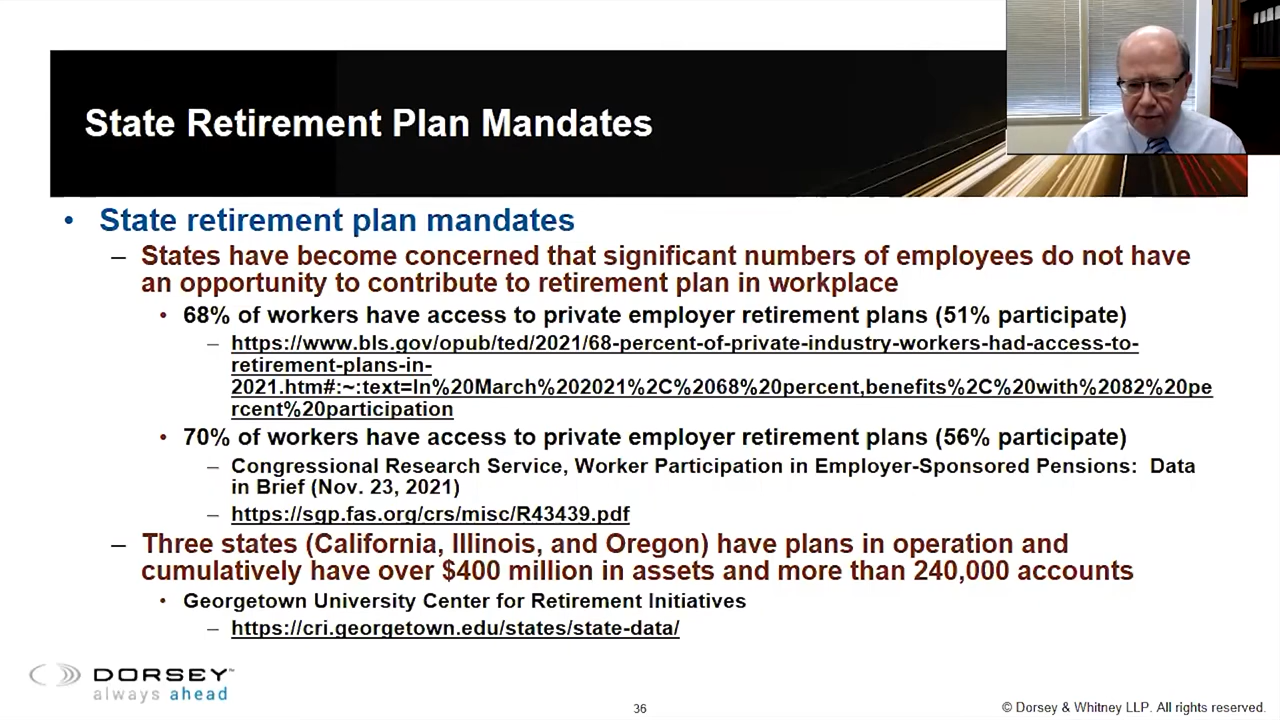 State Retirement Plan Mandates
• State retirement plan mandates
– States have become concerned that significant numbers of employees do not have
an opportunity to contribute to retirement plan in workplace
• 68% of workers have access to private employer retirement plans (51% participate)
– https://www.bls.gov/opub/ted/2021/68-percent-of-private-industry-workers-had-access-to-
retirement-plans-in-
2021.htm#:~:text=In%20March%202021%2C%2068%20percent,benefits%2C%20with%2082%20pe
rcent%20participation
• 70% of workers have access to private employer retirement plans (56% participate)
– Congressional Research Service, Worker Participation in Employer-Sponsored Pensions: Data
in Brief (Nov. 23, 2021)
– https://sgp.fas.org/crs/misc/R43439.pdf
– Three states (California, Illinois, and Oregon) have plans in operation and
cumulatively have over $400 million in assets and more than 240,000 accounts
• Georgetown University Center for Retirement Initiatives
– https://cri.georgetown.edu/states/state-data/
DORSEY™
always ahead
36
© Dorsey & Whitney LLP. All rights reserved.